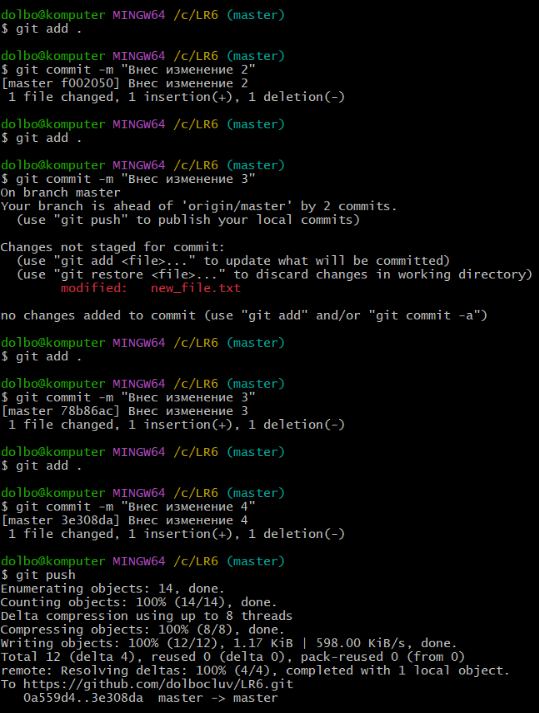 dolbo@komputer MINGW64 /c/LR6 (master)
$ git add .
dolbo@komputer MINGW64 /c/LR6 (master)
$ git commit -m "Внес изменение 2"
[master f002050] Внес изменение 2
1 file changed, 1 insertion(+), 1 deletion(-)
dolbo@komputer MINGW64 /c/LR6 (master)
$ git add .
dolbo@komputer MINGW64 /c/LR6 (master)
$ git commit -m "Внес изменение 3"
On branch master
Your branch is ahead of 'origin/master' by 2 commits.
(use "git push" to publish your local commits)
Changes not staged for commit:
(use "git add <file>..." to update what will be committed)
(use "git restore <file>..." to discard changes in working directory)
modified:   new_file.txt
no changes added to commit (use "git add" and/or "git commit -a")
dolbo@komputer MINGW64 /c/LR6 (master)
$ git add .
dolbo@komputer MINGW64 /c/LR6 (master)
$ git commit -m "Внес изменение 3"
[master 78b86ac] Внес изменение 3
1 file changed, 1 insertion(+), 1 deletion(-)
dolbo@komputer MINGW64 /c/LR6 (master)
$ git add .
dolbo@komputer MINGW64 /c/LR6 (master)
$ git commit -m "Внес изменение 4"
[master 3e308da] Внес изменение 4
1 file changed, 1 insertion(+), 1 deletion(-)
dolbo@komputer MINGW64 /c/LR6 (master)
$ git push
Enumerating objects: 14, done.
Counting objects: 100% (14/14), done.
Delta compression using up to 8 threads
Compressing objects: 100% (8/8), done.
Writing objects: 100% (12/12), 1.17 KiB | 598.00 KiB/s, done.
Total 12 (delta 4), reused 0 (delta 0), pack-reused 0 (from 0)
remote: Resolving deltas: 100% (4/4), completed with 1 local object.
To https://github.com/dolbocluv/LR6.git
0a559d4..3e308da  master -> master